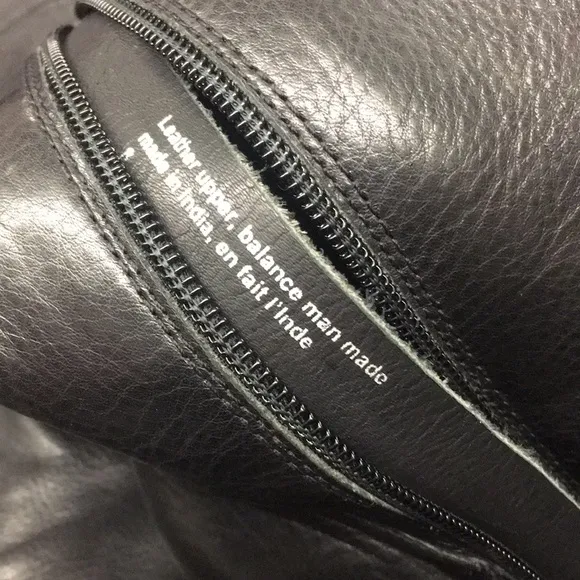 Leather upper, balance man made
made in India, en fait l'Inde